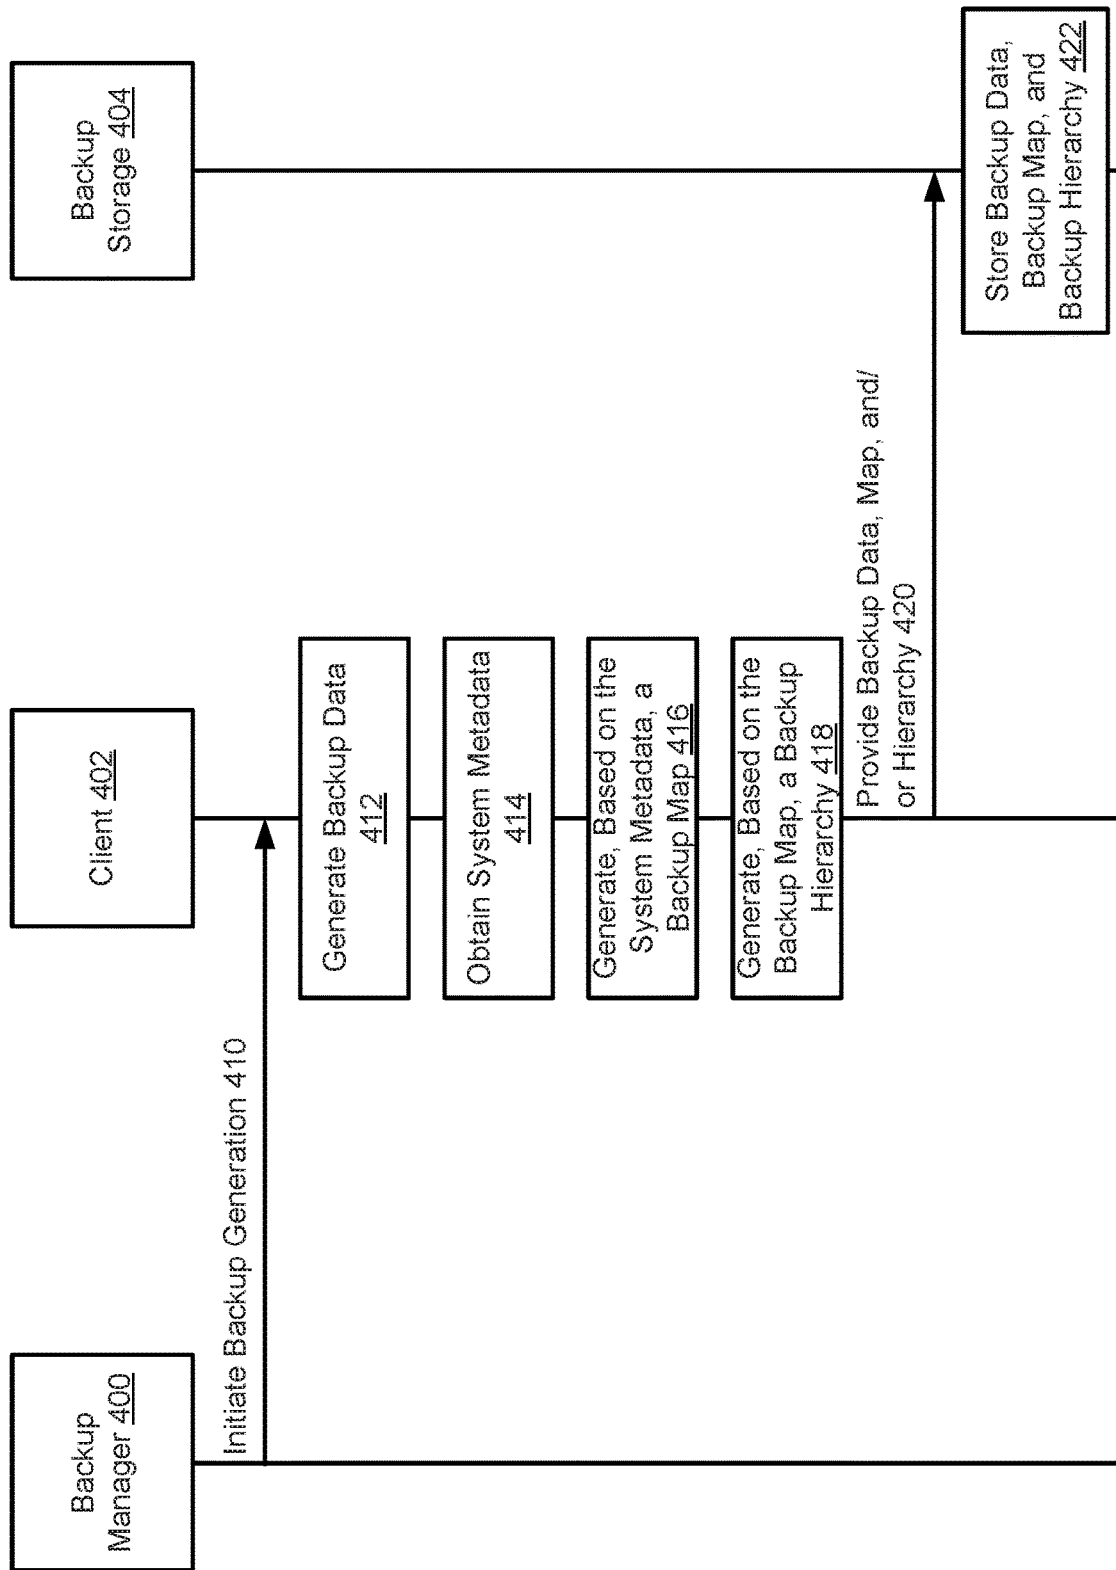 Backup
Manager 400
Client 402
Backup
Storage 404
Initiate Backup Generation 410
Generate Backup Data
412
Obtain System Metadata
414
Generate, Based on the
System Metadata, a
Backup Map 416
Generate, Based on the
Backup Map, a Backup
Hierarchy 418
Provide Backup Data, Map, and/
or Hierarchy 420
Store Backup Data,
Backup Map, and
Backup Hierarchy 422